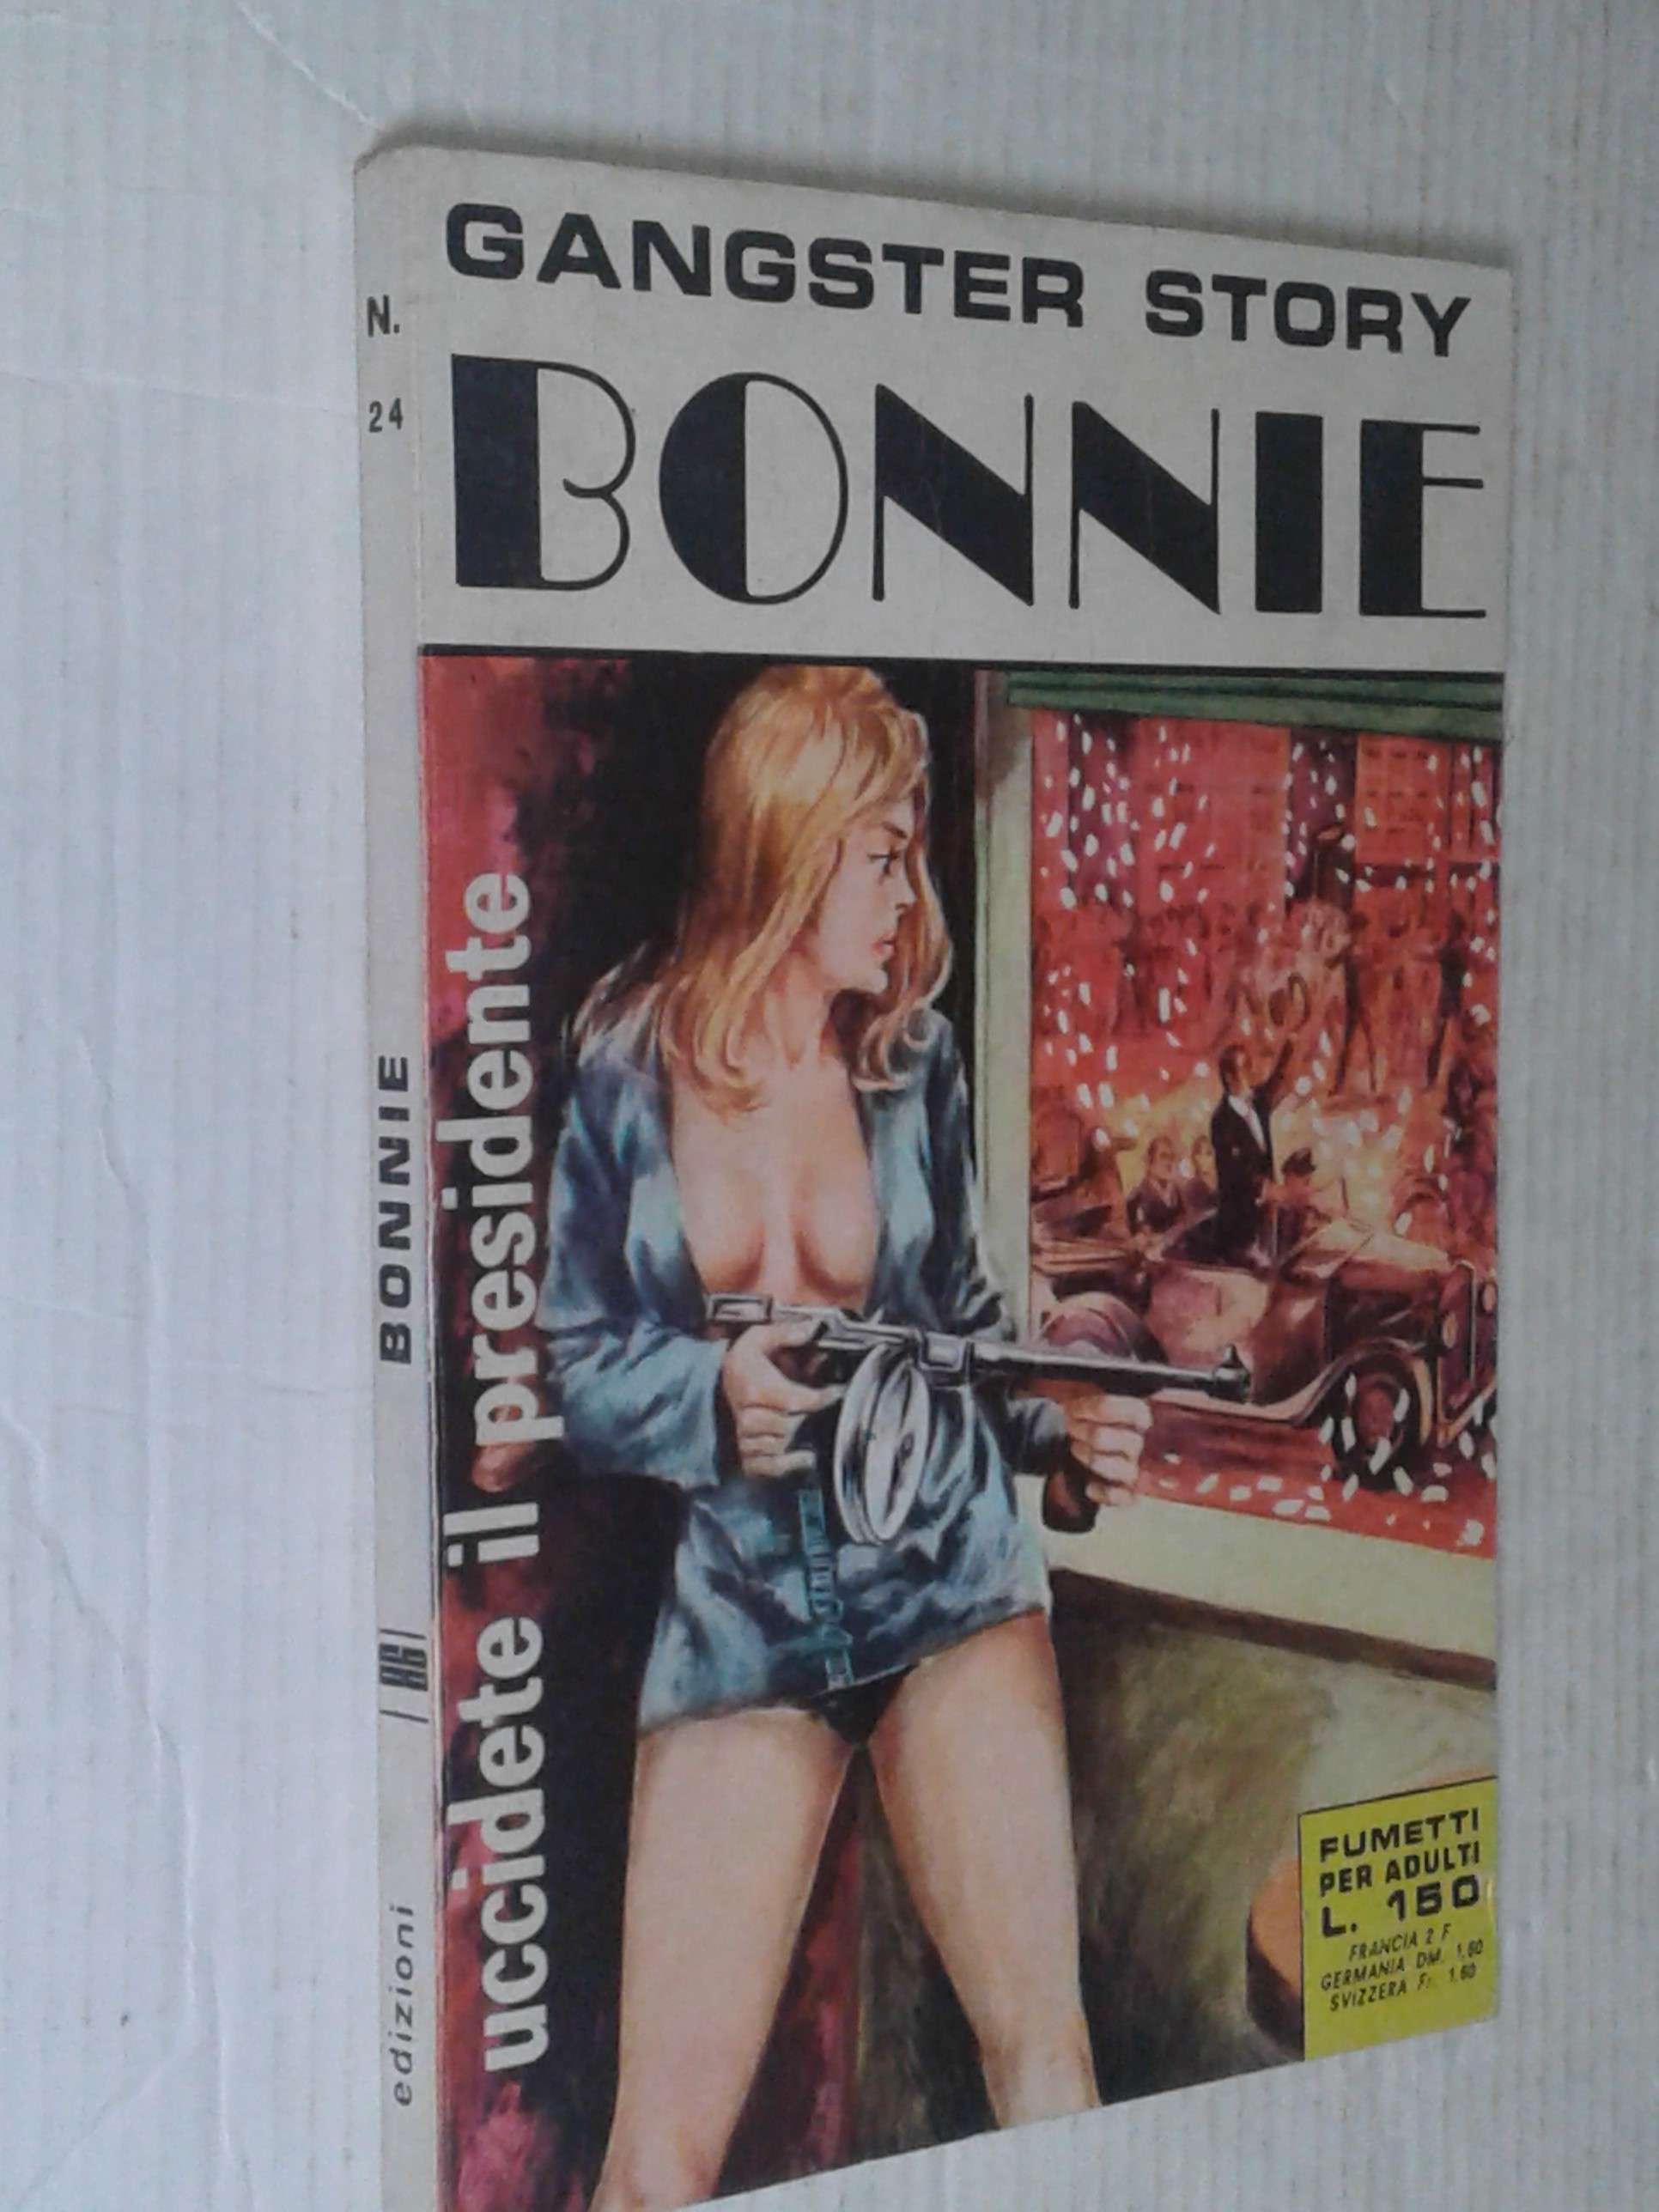 GANGSTER STORY
BONNIE
uccidete il presidente
FUMETTI
PER ADULTI
L. 150
FRANCIA 2 F
GERMANIA DM. 1,60
SVIZZERA Fr. 1.60
N.
24
BONNIE
edizioni